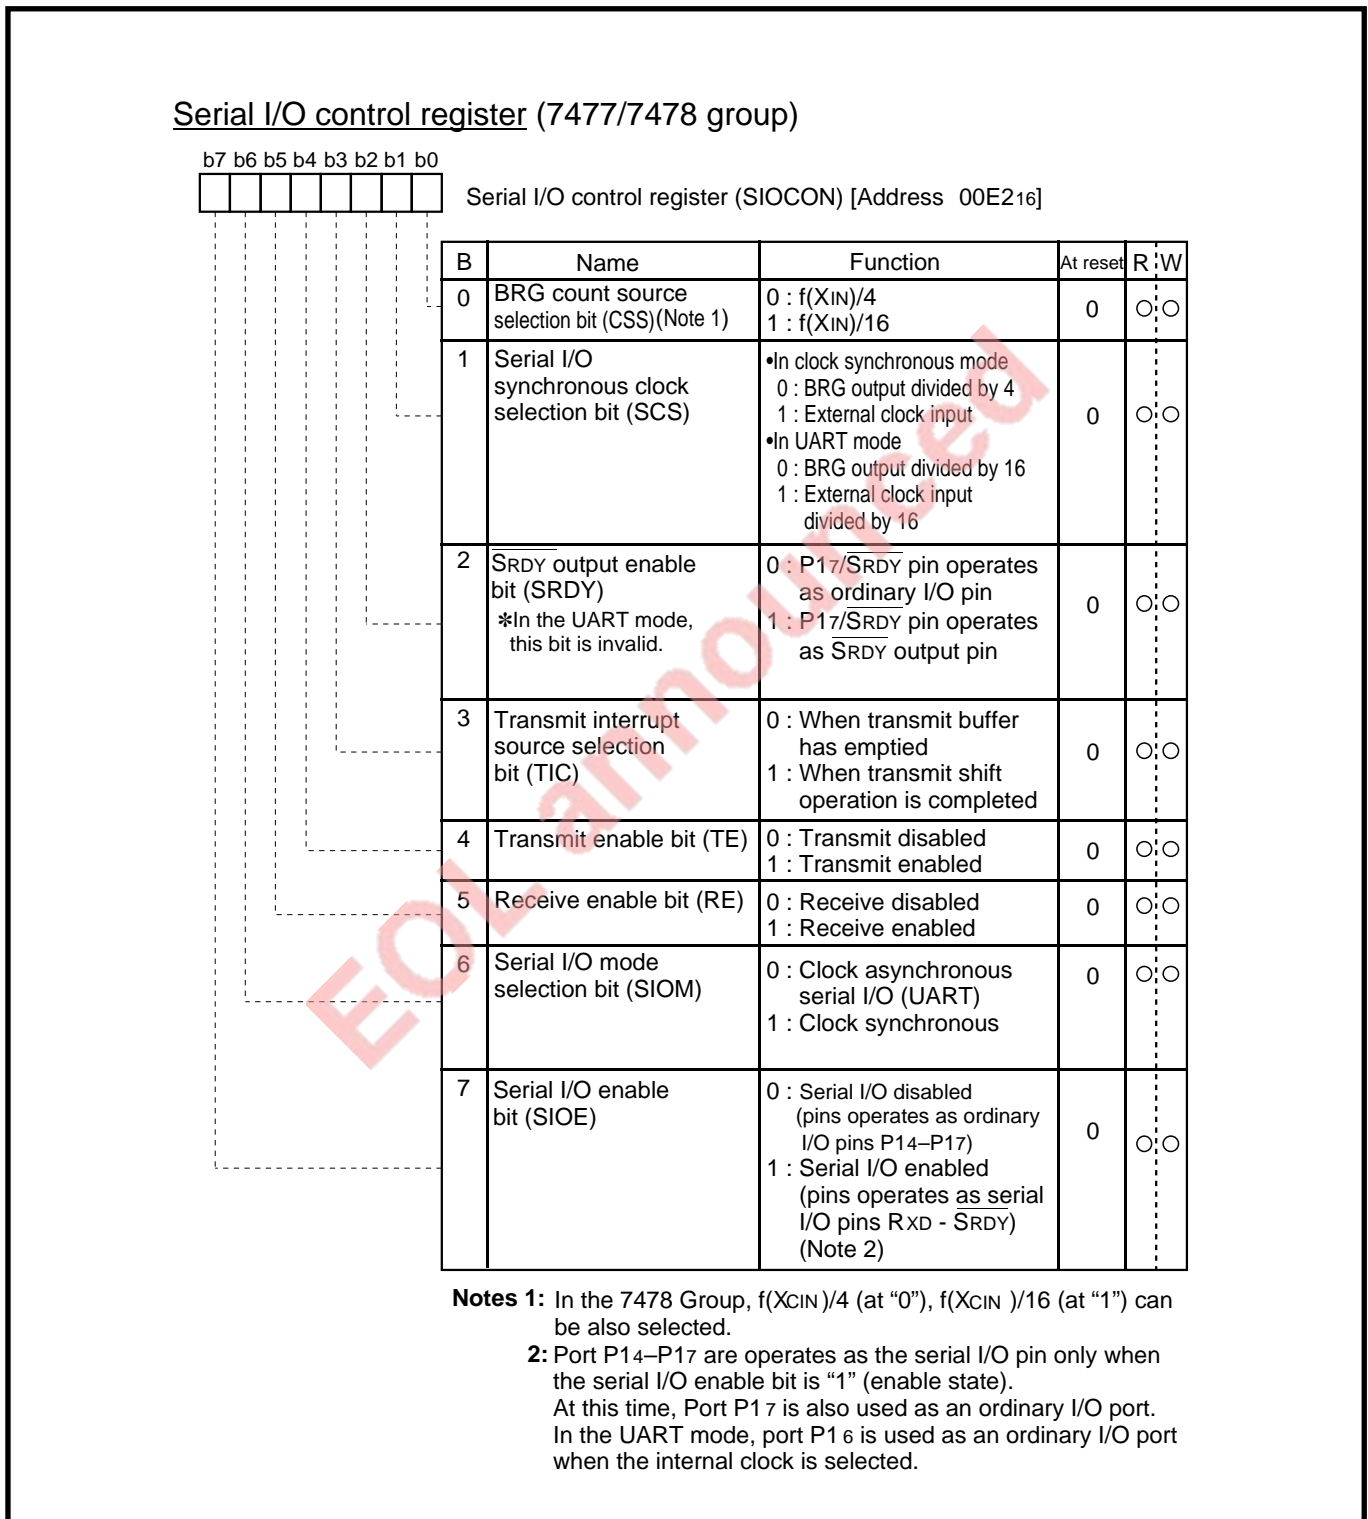 Serial I/O control register (7477/7478 group)
b7 b6 b5 b4 b3 b2 b1 b0
Serial I/O control register (SIOCON) [Address 00E216]
B Name Function At reset R W
0 BRG count source selection bit (CSS)(Note 1) 0 : f(XIN)/4
1 : f(XIN)/16 0
1 Serial I/O
synchronous clock
selection bit (SCS)
•In clock synchronous mode
0 : BRG output divided by 4
1 : External clock input
•In UART mode
0 : BRG output divided by 16
1 : External clock input
divided by 16
0
2 SRDY output enable
bit (SRDY)
✽In the UART mode,
this bit is invalid.
0 : P17/SRDY pin operates
as ordinary I/O pin
1 : P17/SRDY pin operates
as SRDY output pin
0
3 Transmit interrupt
source selection
bit (TIC)
0 : When transmit buffer
has emptied
1 : When transmit shift
operation is completed
0
4 Transmit enable bit (TE)
0 : Transmit disabled
1 : Transmit enabled
0
5 Receive enable bit (RE)
0 : Receive disabled
1 : Receive enabled
0
6 Serial I/O mode
selection bit (SIOM)
0 : Clock asynchronous
serial I/O (UART)
1 : Clock synchronous
0
7 Serial I/O enable
bit (SIOE)
0 : Serial I/O disabled
(pins operates as ordinary
I/O pins P14–P17)
1 : Serial I/O enabled
(pins operates as serial
I/O pins RXD - SRDY)
(Note 2)
0
Notes 1: In the 7478 Group, f(XCIN)/4 (at “0”), f(XCIN )/16 (at “1”) can
be also selected.
2: Port P14–P17 are operates as the serial I/O pin only when
the serial I/O enable bit is “1” (enable state).
At this time, Port P17 is also used as an ordinary I/O port.
In the UART mode, port P16 is used as an ordinary I/O port
when the internal clock is selected.
EOL announced